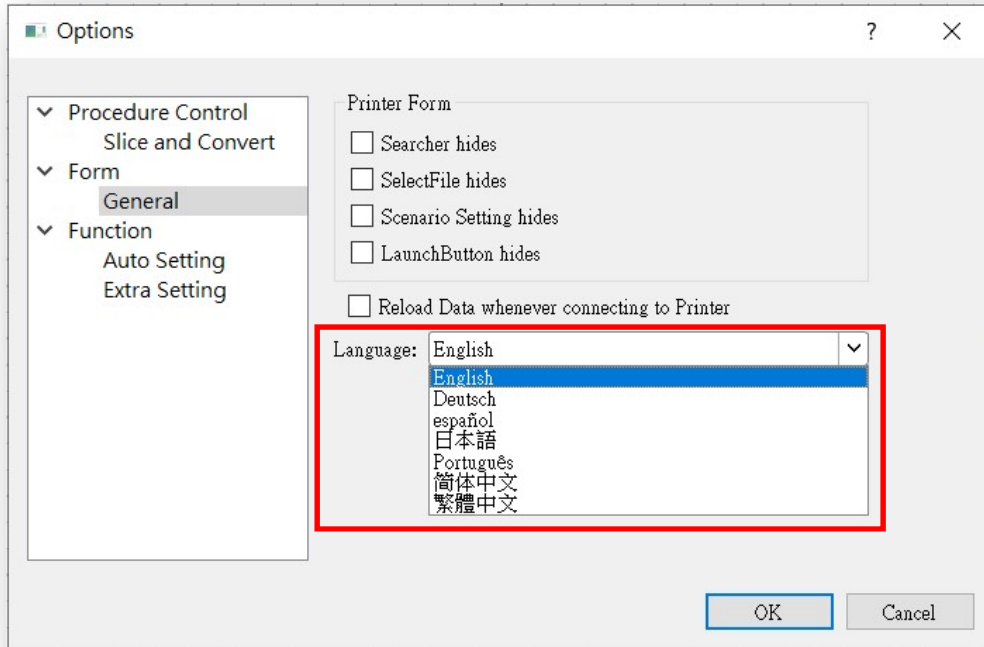 Options
?
Procedure Control
Slice and Convert
Form
General
Function
Auto Setting
Extra Setting
Printer Form
Searcher hides
SelectFile hides
Scenario Setting hides
LaunchButton hides
Reload Data whenever connecting to Printer
Language: English
English
Deutsch
español
日本語
Português
简体中文
繁體中文
OK Cancel